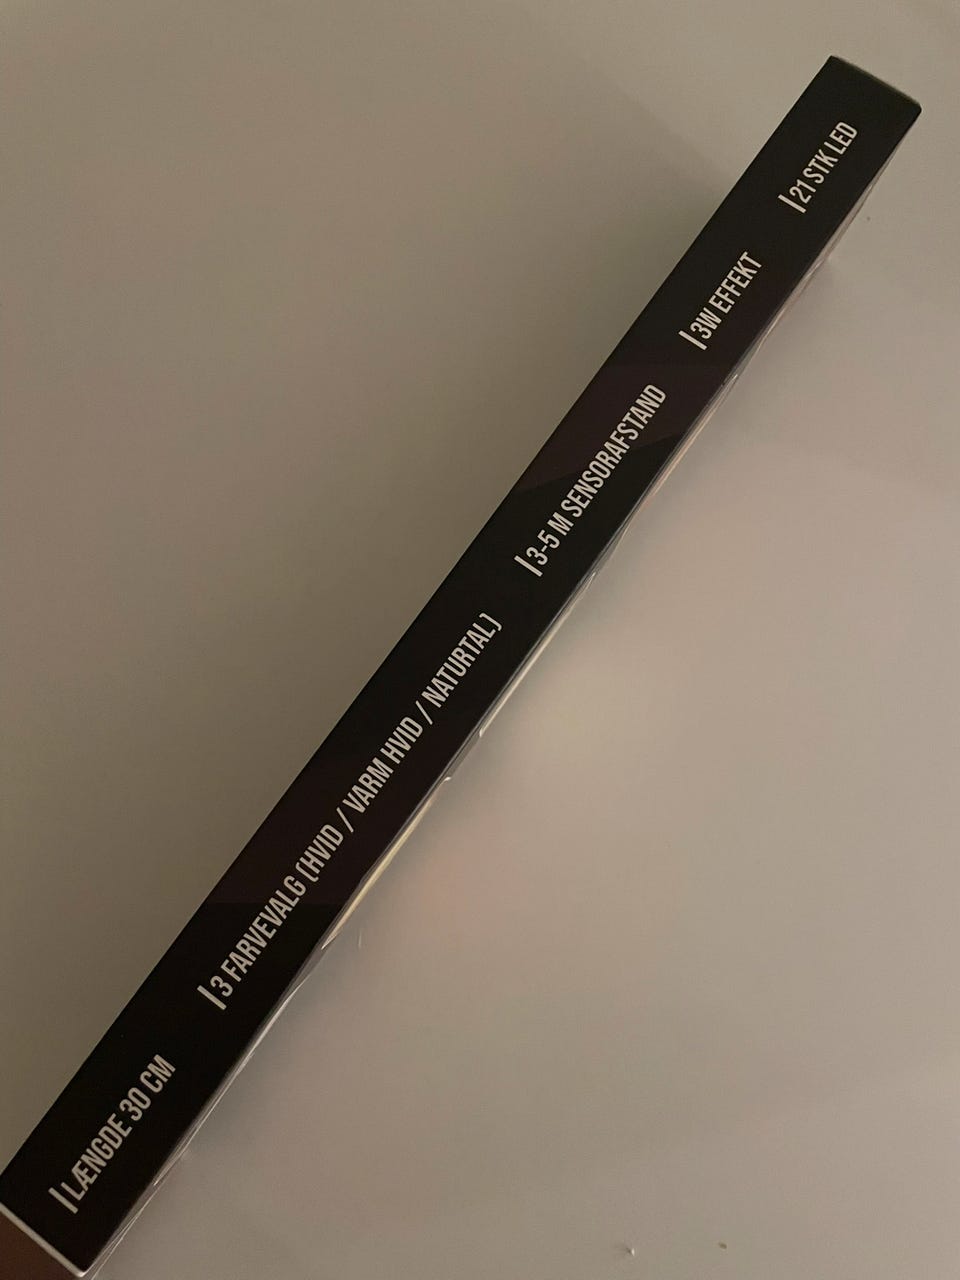 | LÆNGDE 30 CM | 3 FARVEVALG (HVID / VARM HVID / NATURTAL) | 3-5 M SENSORAFSTAND | 3W EFFEKT | 21 STK LED